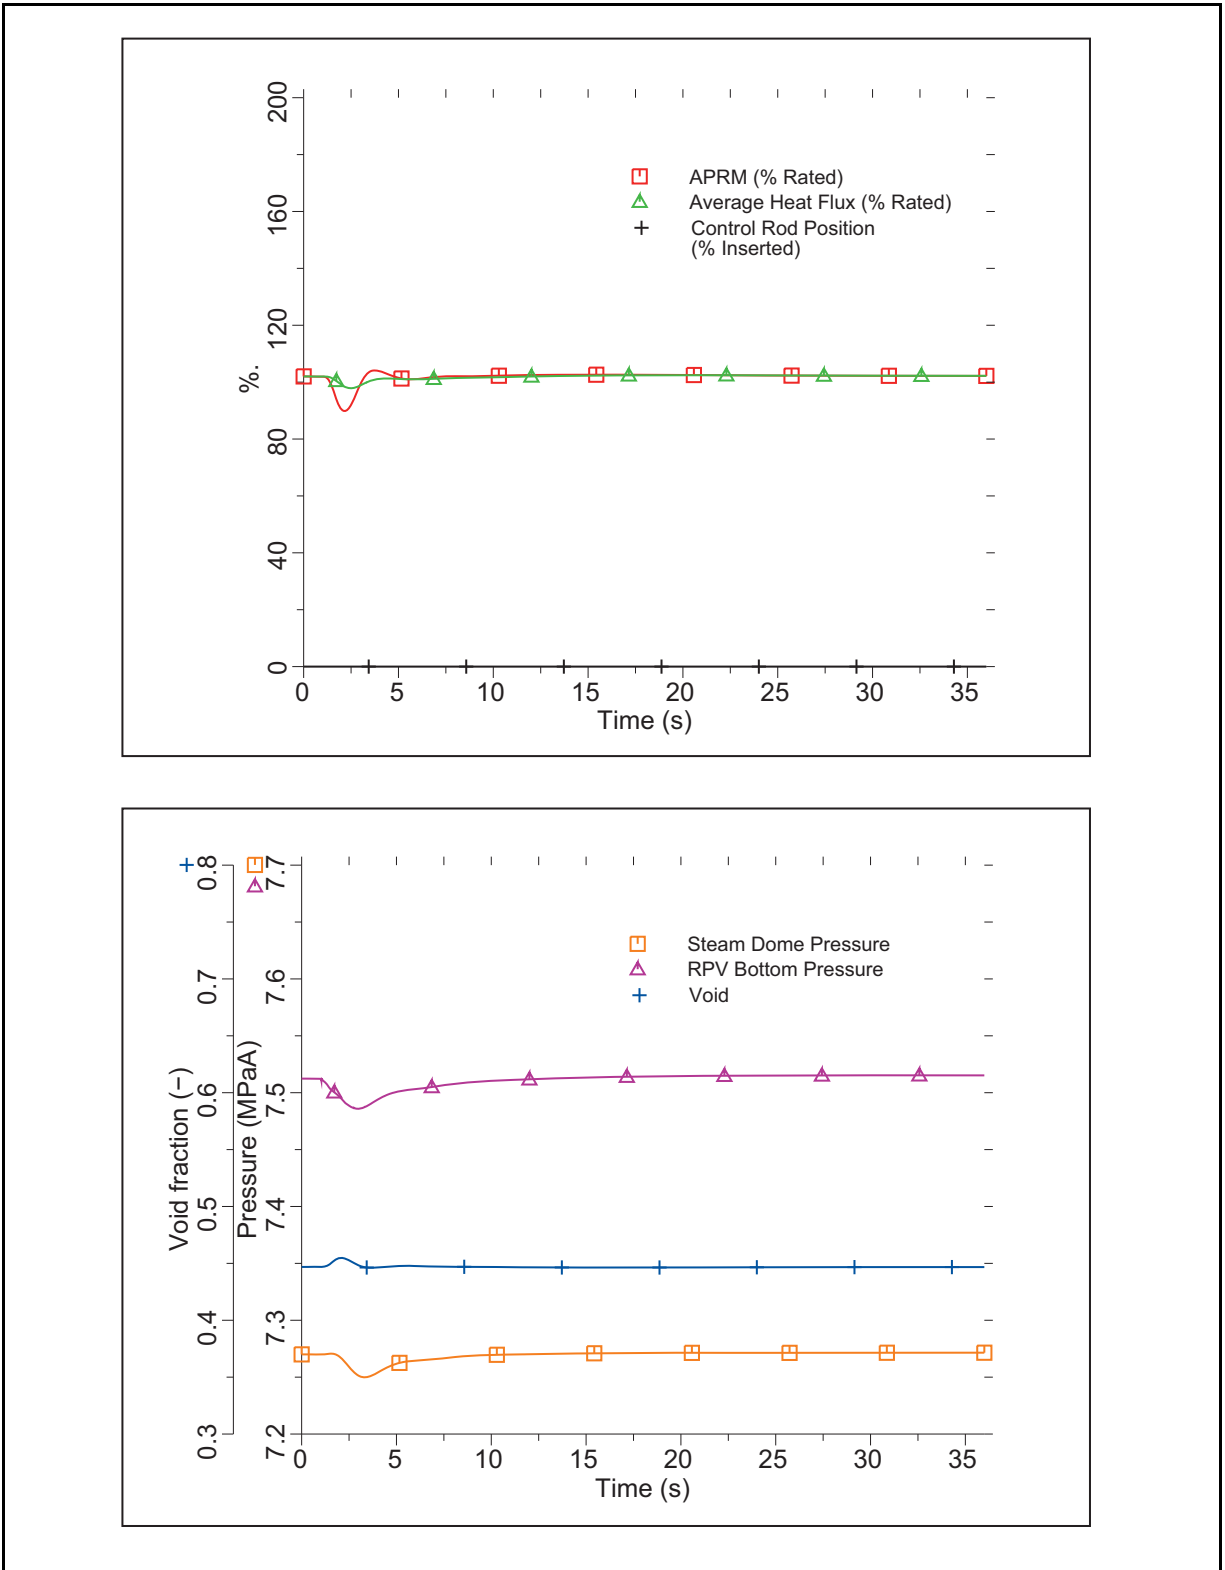 200
160
120
80
40
0
%.
APRM (% Rated)
Average Heat Flux (% Rated)
Control Rod Position
(% Inserted)
0 5 10 15 20 25 30 35
Time (s)
0.8
0.7
0.6
0.5
0.4
0.3
Void fraction (–)
7.7
7.6
7.5
7.4
7.3
7.2
Pressure (MPaA)
Steam Dome Pressure
RPV Bottom Pressure
Void
0 5 10 15 20 25 30 35
Time (s)